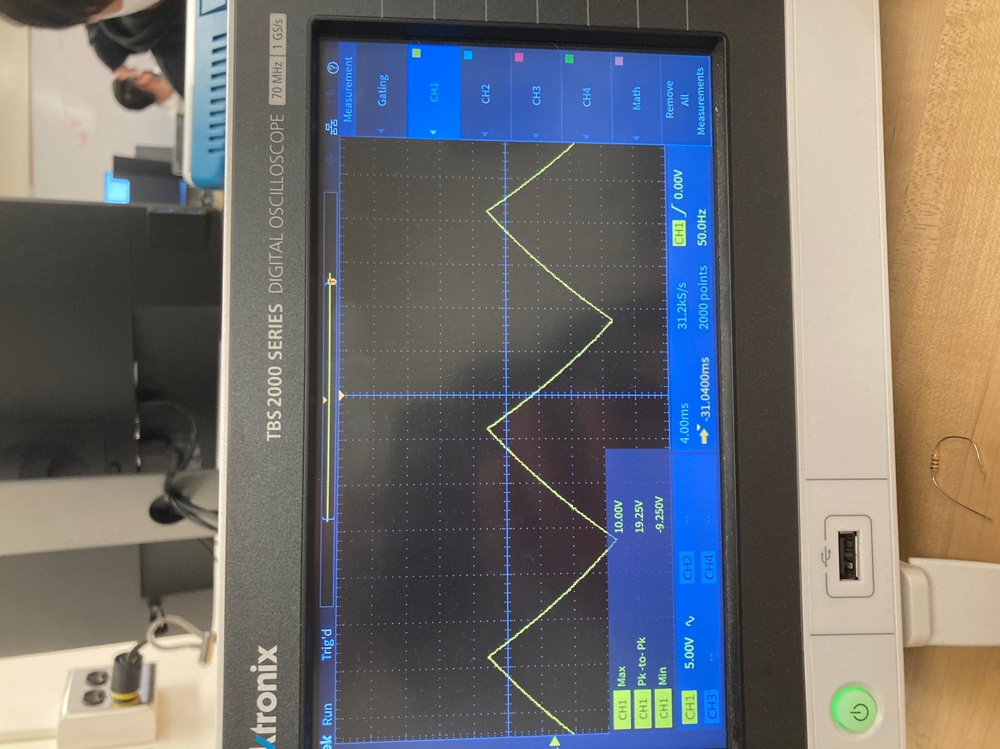 ktronix
TBS 2000 SERIES DIGITAL OSCILLOSCOPE
70 MHz 1 GS/s
ek Run Trig'd
Measurement
Gating
CH1
CH2
CH3
CH4
Math
Remove
All
Measurements
CH1 Max 10.00V
CH1 Pk-to-Pk 19.25V
CH1 Min -9.250V
CH1 5.00V CH2 --
CH3 -- CH4 --
4.00ms 31.2kS/s
-31.0400ms 2000 points
CH1 0.00V
50.0Hz